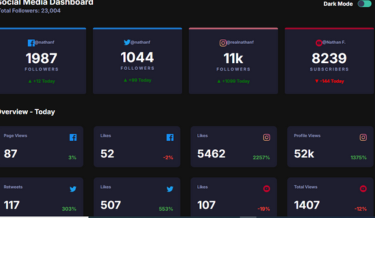 Social Media Dashboard
Total Followers: 23,004
Dark Mode
@nathanf
1987
FOLLOWERS
▲ +12 Today
@nathanf
1044
FOLLOWERS
▲ +99 Today
@realnathanf
11k
FOLLOWERS
▲ +1099 Today
@Nathan F.
8239
SUBSCRIBERS
▼ -144 Today
Overview - Today
Page Views
87
3%
Likes
52
-2%
Likes
5462
2257%
Profile Views
52k
1375%
Retweets
117
303%
Likes
507
553%
Likes
107
-19%
Total Views
1407
-12%